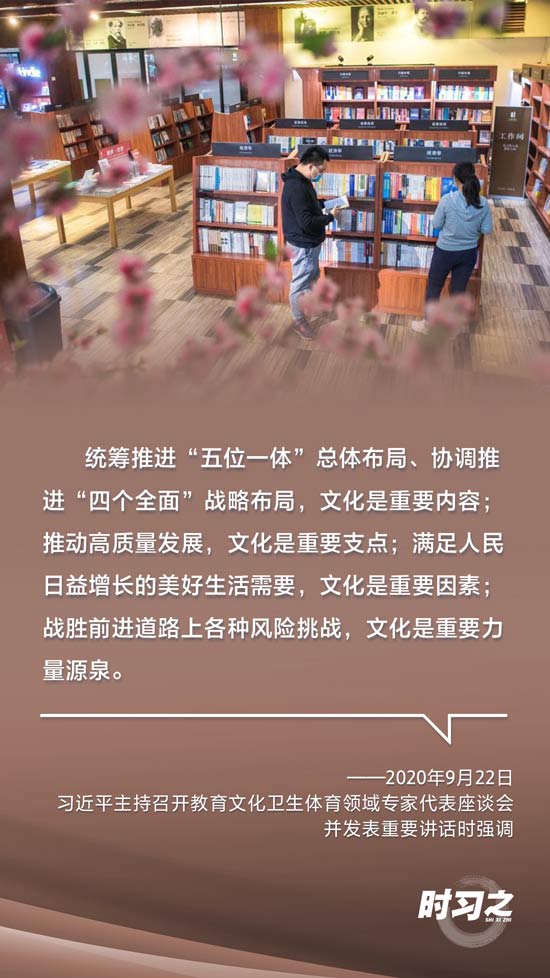 kindle
工作间
统筹推进“五位一体”总体布局、协调推
进“四个全面”战略布局，文化是重要内容；
推动高质量发展，文化是重要支点；满足人民
日益增长的美好生活需要，文化是重要因素；
战胜前进道路上各种风险挑战，文化是重要力
量源泉。
——2020年9月22日
习近平主持召开教育文化卫生体育领域专家代表座谈会
并发表重要讲话时强调
时习之
SHI XI ZHI